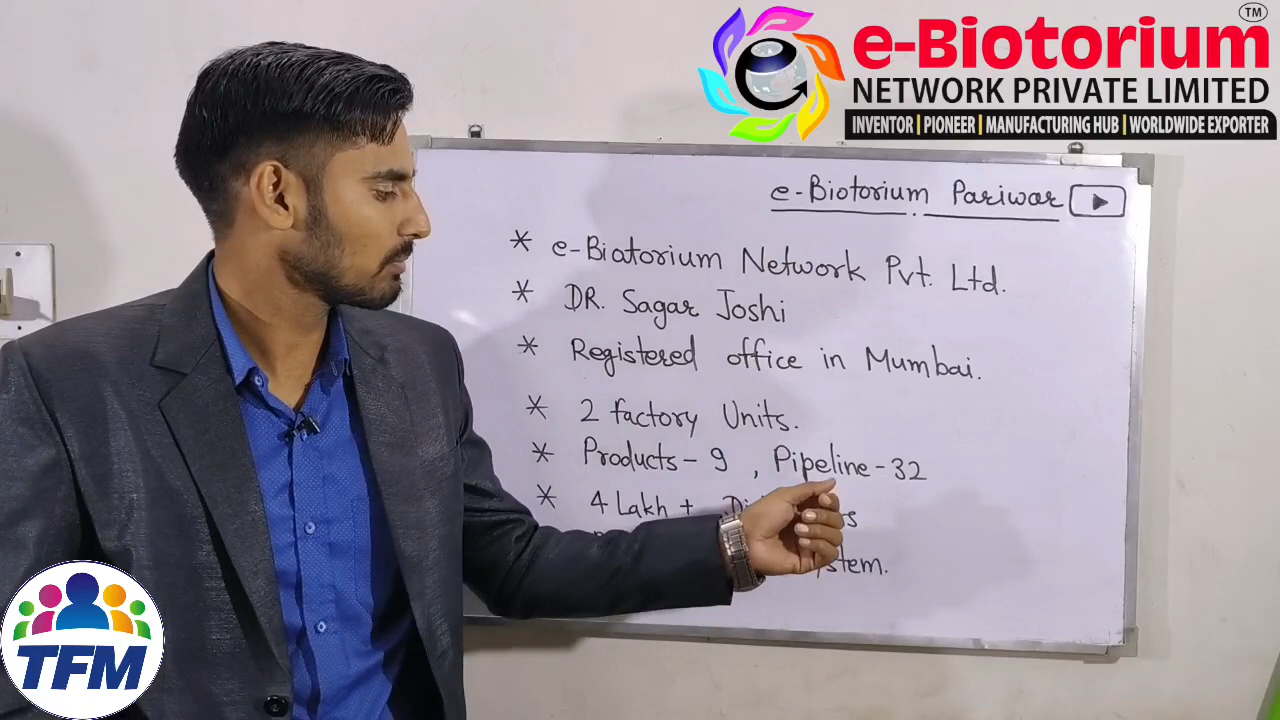 TM
e-Biotorium
NETWORK PRIVATE LIMITED
INVENTOR | PIONEER | MANUFACTURING HUB | WORLDWIDE EXPORTER
e-Biotorium Pariwar
* e-Biotorium Network Pvt. Ltd.
* DR. Sagar Joshi
* Registered office in Mumbai.
* 2 factory Units.
* Products - 9 , Pipeline - 32
* 4 Lakh +
TFM